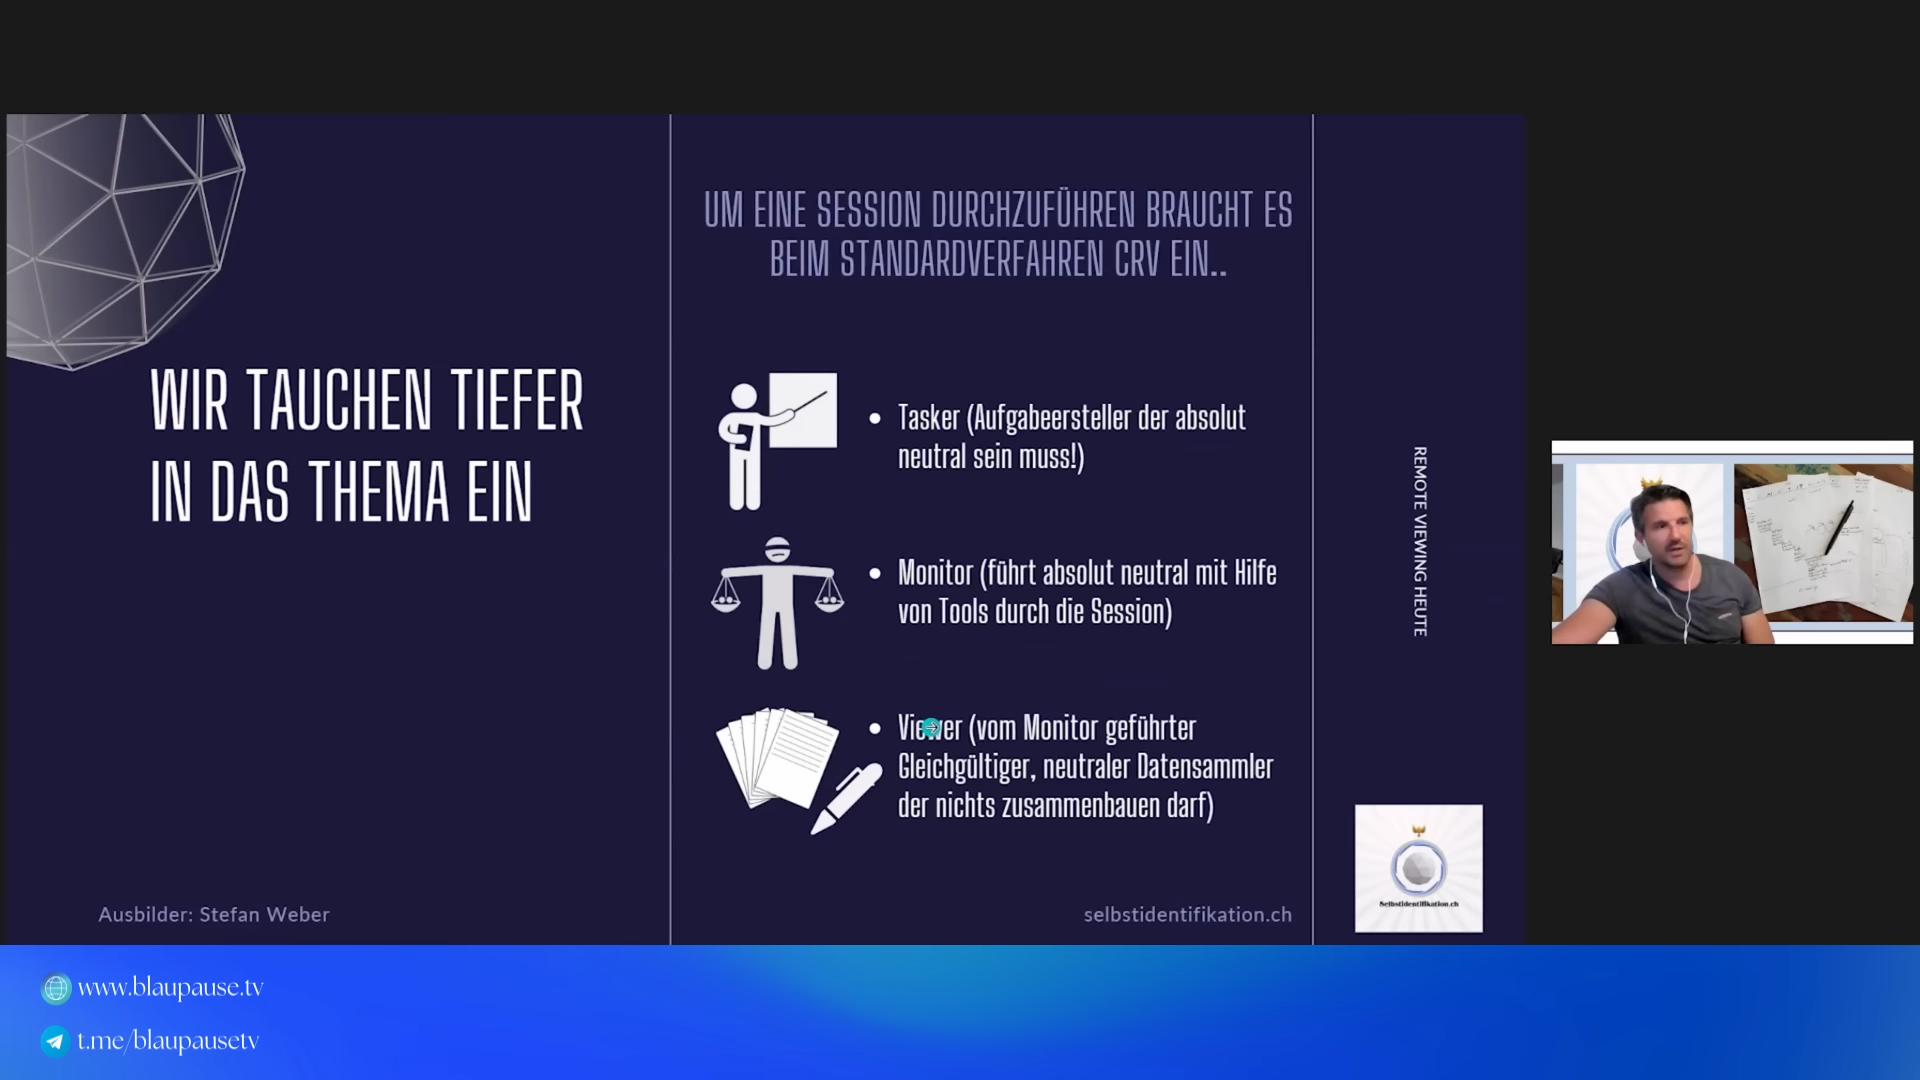 WIR TAUCHEN TIEFER
IN DAS THEMA EIN
Ausbilder: Stefan Weber
UM EINE SESSION DURCHZUFÜHREN BRAUCHT ES
BEIM STANDARDVERFAHREN CRV EIN..
• Tasker (Aufgabeersteller der absolut
neutral sein muss!)
• Monitor (führt absolut neutral mit Hilfe
von Tools durch die Session)
• Viewer (vom Monitor geführter
Gleichgültiger, neutraler Datensammler
der nichts zusammenbauen darf)
selbstidentifikation.ch
REMOTE VIEWING HEUTE
Selbstidentifikation.ch
www.blaupause.tv
t.me/blaupausetv